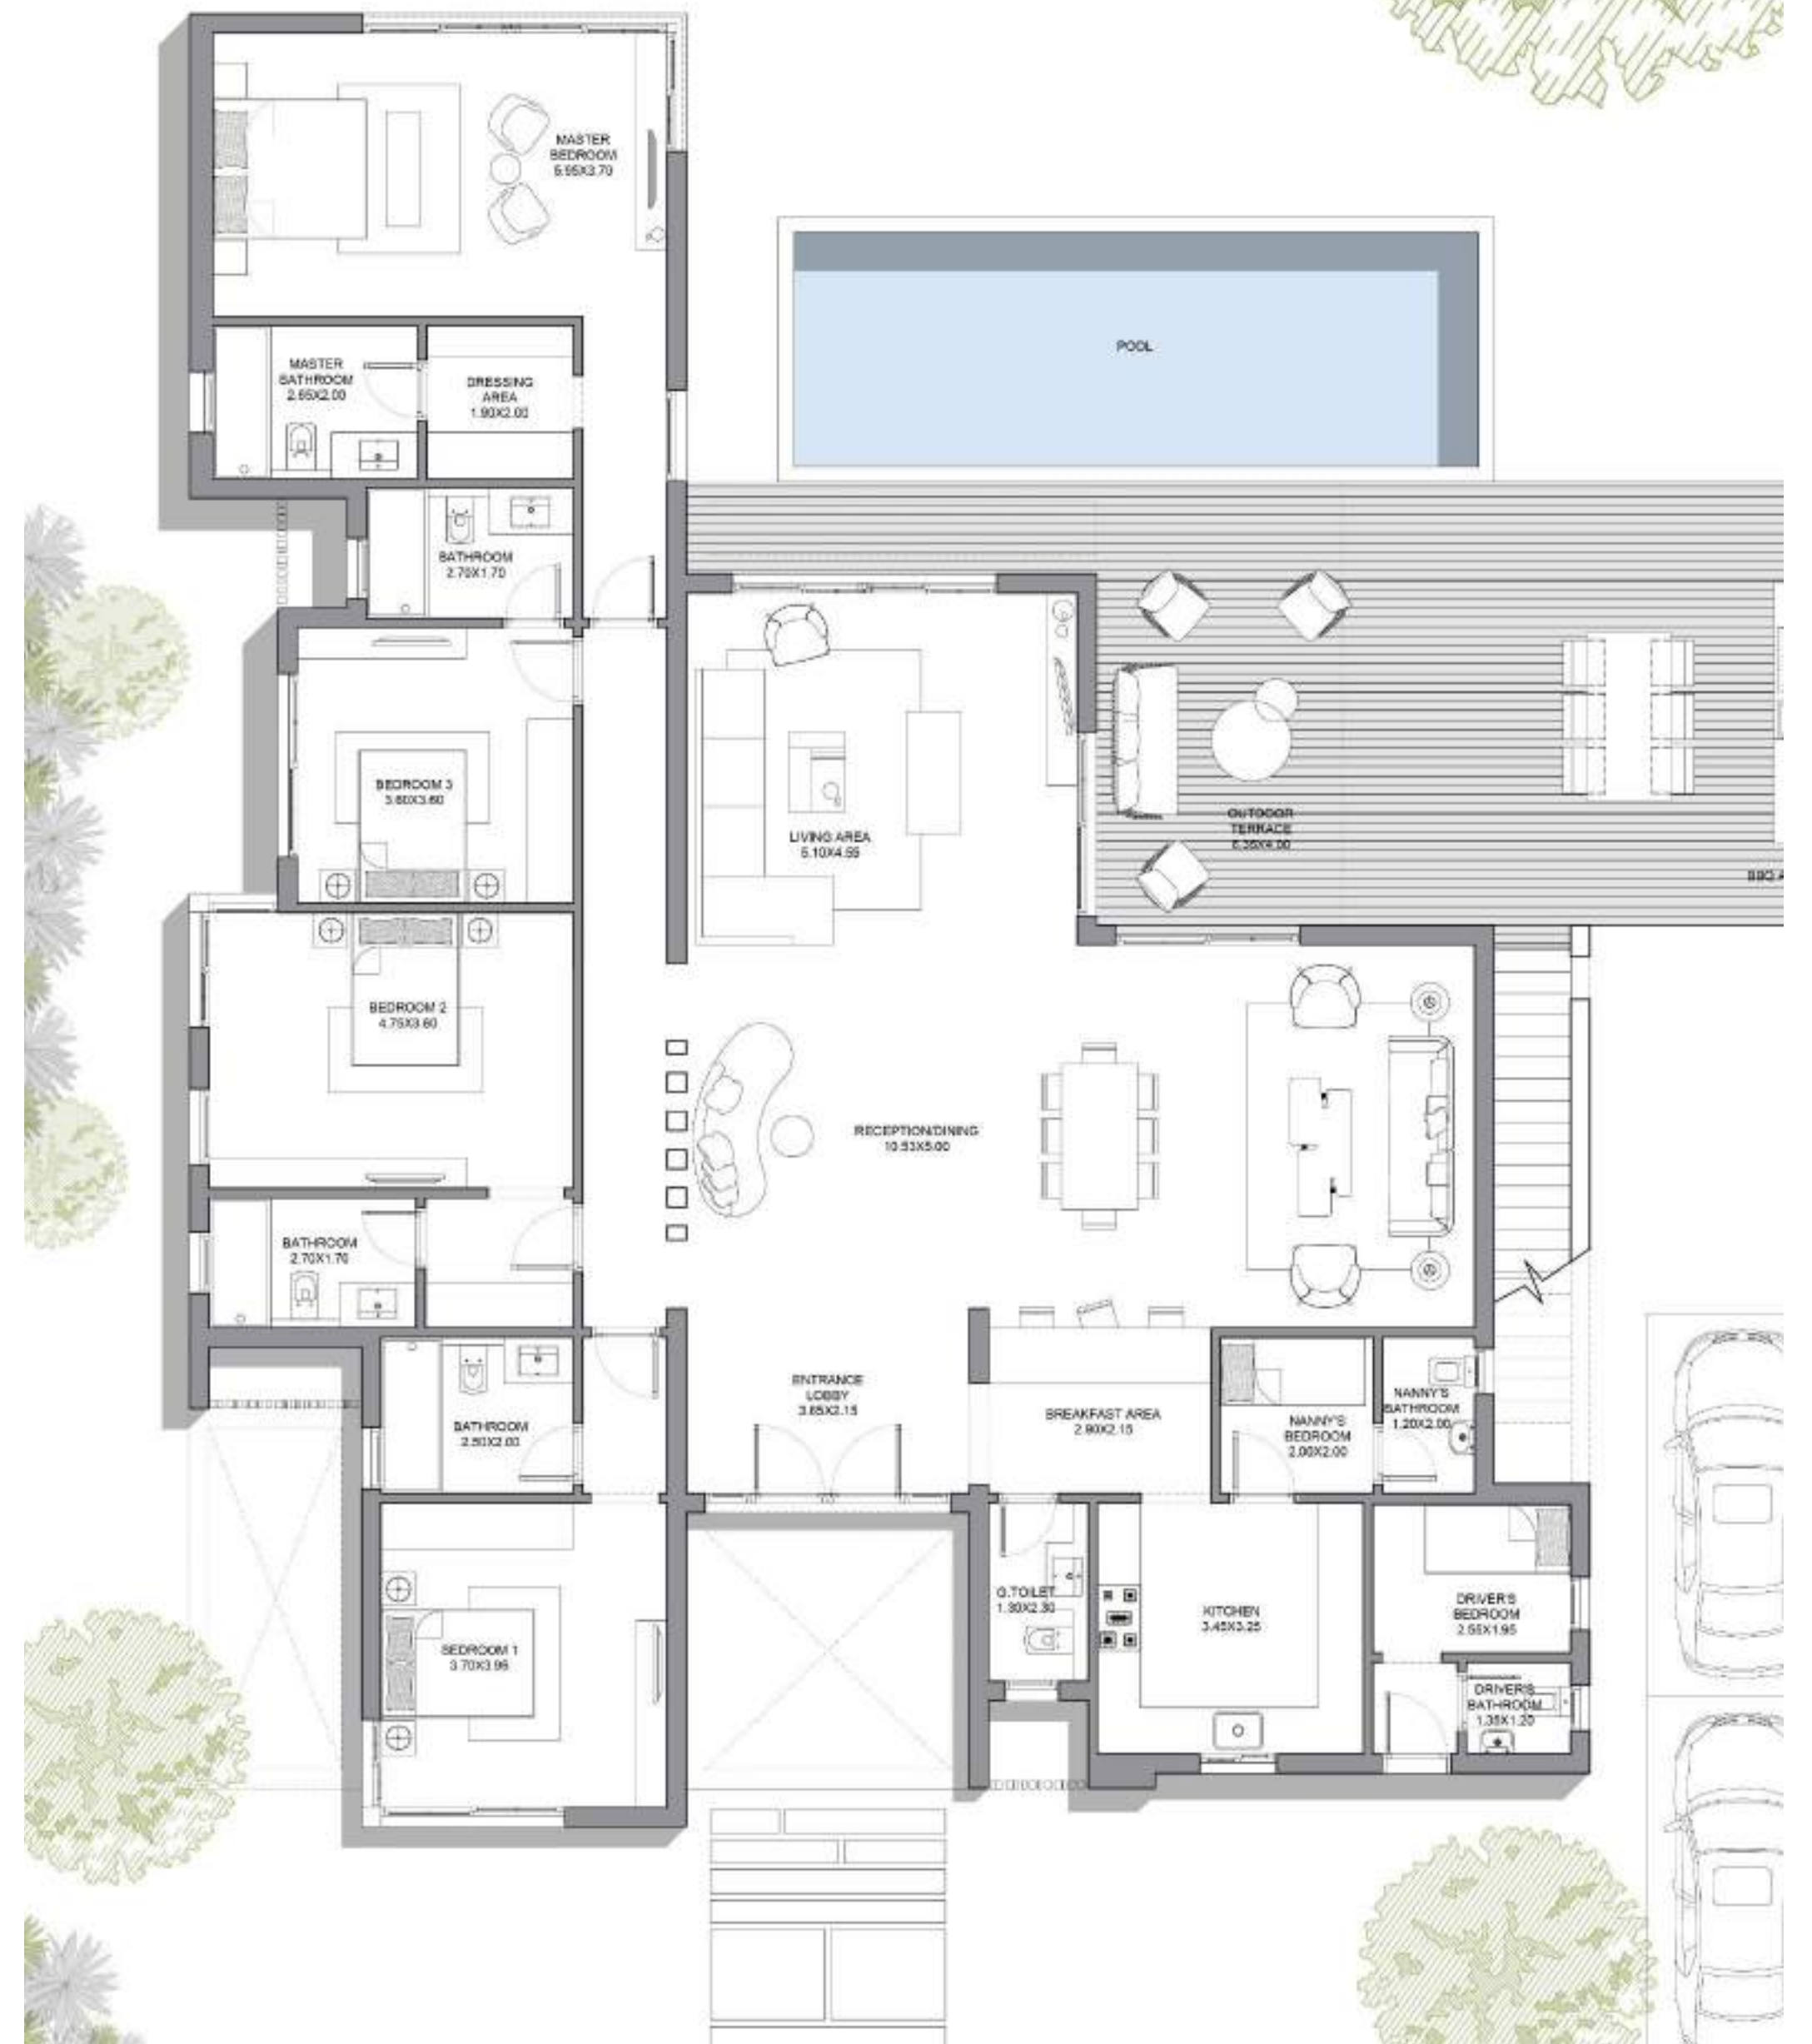 MASTER
BEDROOM
5.95X3.70
POOL
MASTER
BATHROOM
2.65X2.00
DRESSING
AREA
1.90X2.00
BATHROOM
2.70X1.70
BEDROOM 3
3.60X3.60
LIVING AREA
5.10X4.55
OUTDOOR
TERRACE
6.35X4.00
BBQ
BEDROOM 2
4.75X3.60
RECEPTION/DINING
10.53X5.00
BATHROOM
2.70X1.70
ENTRANCE
LOBBY
3.65X2.15
BREAKFAST AREA
2.90X2.15
NANNY'S
BEDROOM
2.00X2.00
NANNY'S
BATHROOM
1.20X2.00
BATHROOM
2.50X2.00
G.TOILET
1.30X2.30
KITCHEN
3.45X3.25
DRIVER'S
BEDROOM
2.55X1.95
BEDROOM 1
3.70X3.95
DRIVER'S
BATHROOM
1.35X1.20